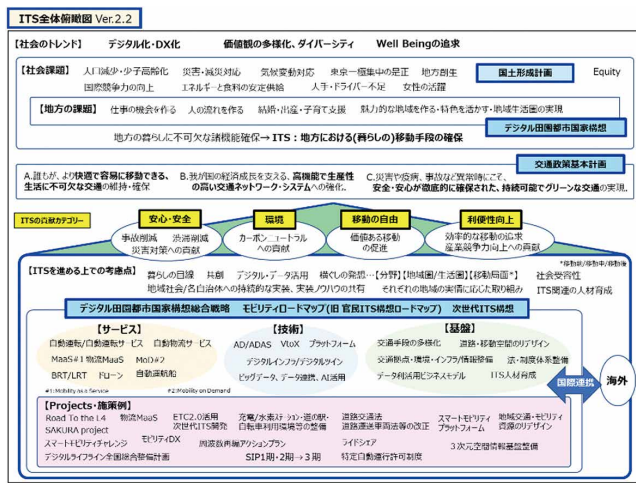 ITS全体俯瞰図 Ver.2.2
【社会のトレンド】 デジタル化・DX化 価値観の多様化、ダイバーシティ Well Beingの追求
【社会課題】 人口減少・少子高齢化 災害・減災対応 気候変動対応 東京一極集中の是正 地方創生 国土形成計画 Equity
国際競争力の向上 エネルギーと食料の安定供給 人手・ドライバー不足 女性の活躍
【地方の課題】 仕事の機会を作る 人の流れを作る 結婚・出産・子育て支援 魅力的な地域を作る・特色を活かす・地域生活圏の実現
デジタル田園都市国家構想
地方の暮らしに不可欠な諸機能確保→ITS:地方における(暮らしの)移動手段の確保
交通政策基本計画
A.誰もが、より快適で容易に移動できる、 B.我が国の経済成長を支える、高機能で生産性 C.災害や疫病、事故など異常時にこそ、
生活に不可欠な交通の維持・確保 の高い交通ネットワーク・システムへの強化。 安全・安心が徹底的に確保された、持続可能でグリーンな交通の実現。
ITSの貢献カテゴリー 安心・安全 環境 移動の自由 利便性向上
事故削減 渋滞削減 カーボンニュートラル 価値ある移動 効率的な移動の追求
災害対策への貢献 への貢献 の促進 産業競争力向上への貢献
*移動前/移動中/移動後
【ITSを進める上での考慮点】 暮らしの目線 共創 デジタル・データ活用 横ぐしの発想…【分野】【地域圏/生活圏】【移動局面*】 社会受容性
地域社会/名自治体への持続的な実装、実装ノウハウの共有 それぞれの地域の実情に応じた取り組み ITS関連の人材育成
デジタル田園都市国家構想総合戦略 モビリティロードマップ(旧 官民ITS構想ロードマップ) 次世代ITS構想
【サービス】 【技術】 【基盤】
自動運転/自動運転サービス 自動物流サービス AD/ADAS VtoX プラットフォーム 交通手段の多様化 道路・移動空間のリデザイン
MaaS#1 物流MaaS MoD#2 デジタルインフラ/デジタルツイン 交通拠点・環境・インフラ/情報整備 法・制度体系整備
BRT/LRT ドローン 自動運航船 ビッグデータ、データ連携、AI活用 データ利活用ビジネスモデル ITS人材育成
#1:Mobility as a Service #2:Mobility on Demand
国際連携 海外
【Projects・施策例】
Road To the L4 物流MaaS ETC2.0活用 充電/水素ステーション・道の駅・ 道路交通法 スマートモビリティ 地域交通・モビリティ
SAKURA project 次世代ITS開発 自転車利用環境等の整備 道路運送車両法等の改正 プラットフォーム 資源のリデザイン
スマートモビリティチャレンジ モビリティDX 周波数再編アクションプラン ライドシェア 3次元空間情報基盤整備
デジタルライフライン全国総合整備計画 SIP1期・2期→3期 特定自動運行許可制度